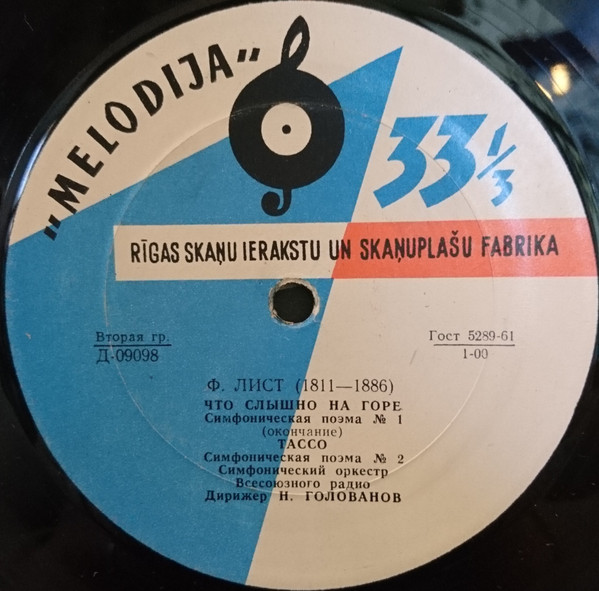 „MELODIJA“
33 1/3
RĪGAS SKAŅU IERAKSTU UN SKAŅUPLAŠU FABRIKA
Вторая гр.
Д-09098
Гост 5289-61
1-00
Ф. ЛИСТ (1811—1886)
ЧТО СЛЫШНО НА ГОРЕ
Симфоническая поэма № 1
(окончание)
ТАССО
Симфоническая поэма № 2
Симфонический оркестр
Всесоюзного радио
Дирижер Н. ГОЛОВАНОВ